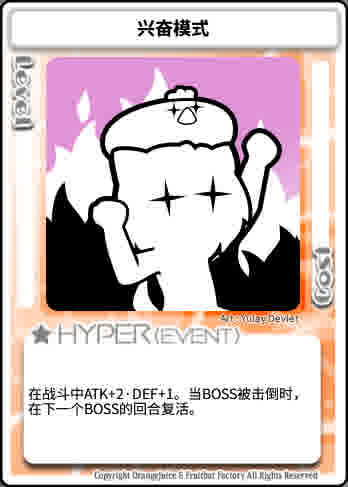 兴奋模式
Level
Cost
Art: Yulay Devlet
★HYPER(EVENT)
在战斗中ATK+2·DEF+1。当BOSS被击倒时，
在下一个BOSS的回合复活。
Copyright OrangeJuice & Fruitbat Factory All Rights Reserved